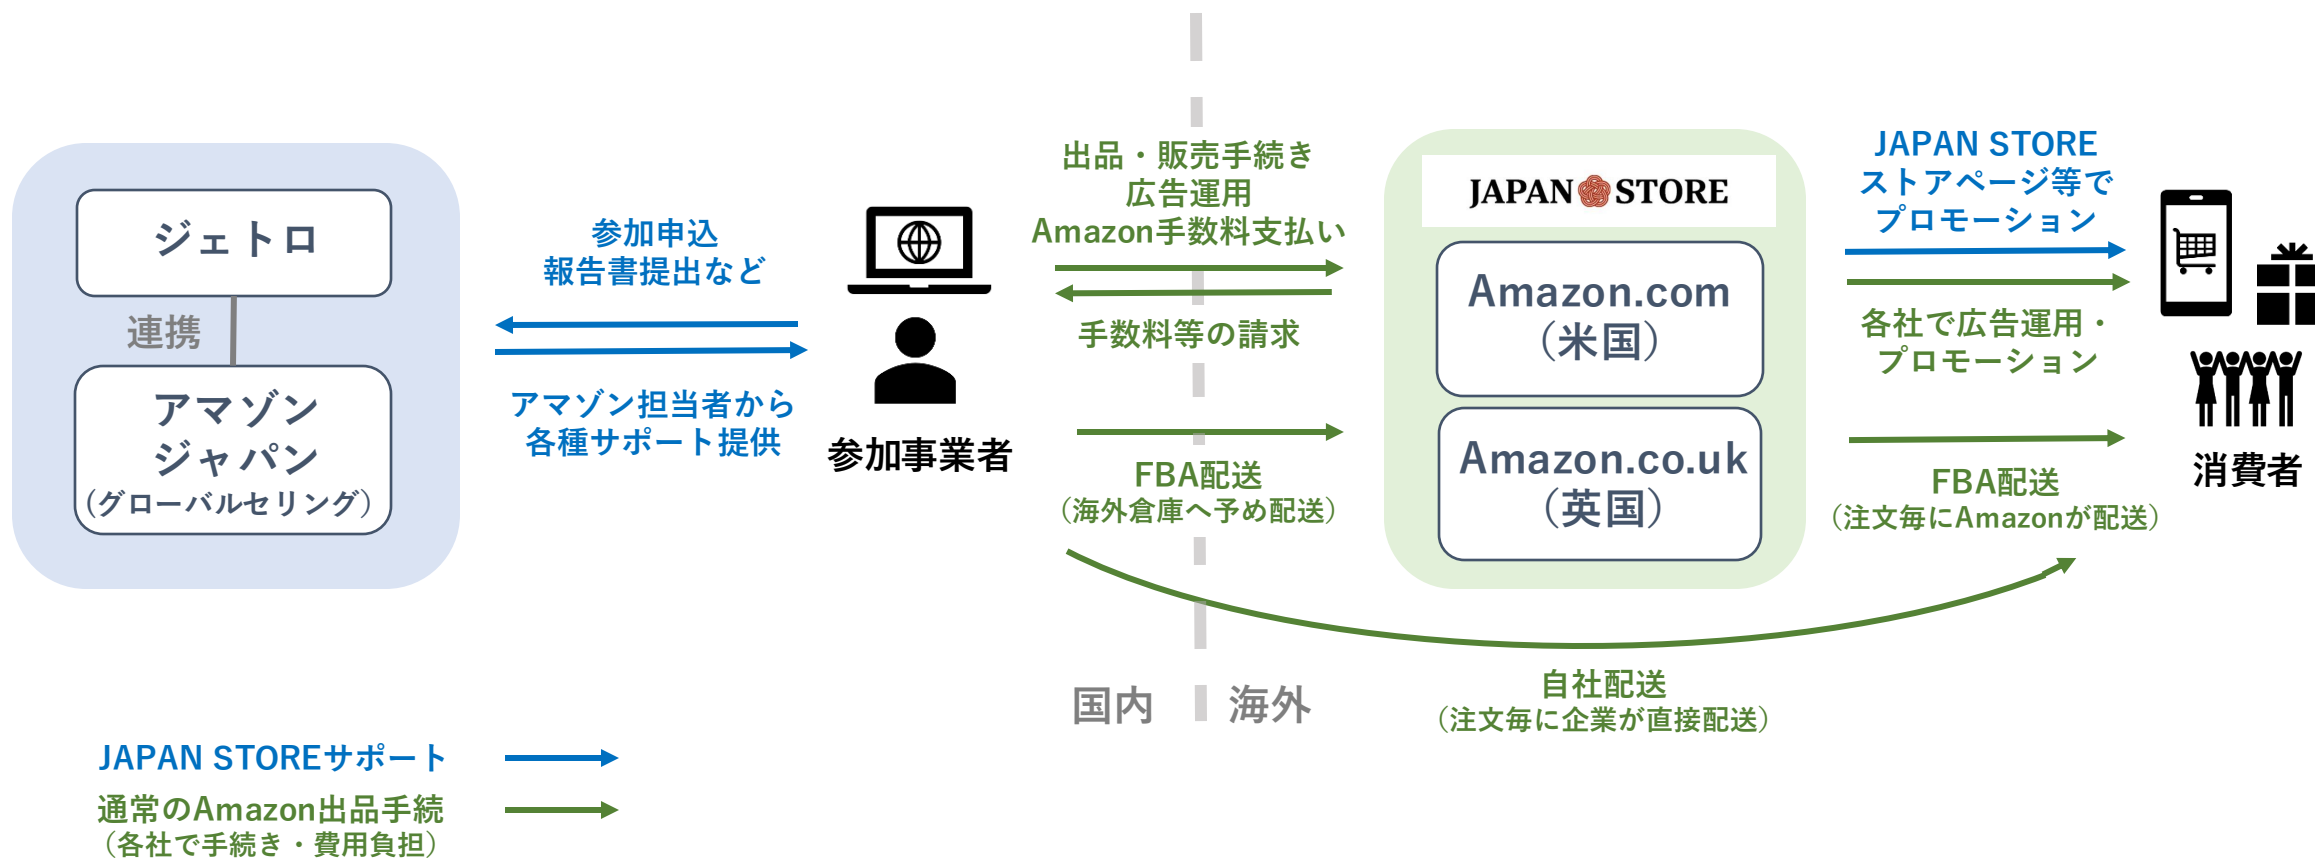 ジェトロ
連携
アマゾン
ジャパン
（グローバルセリング）
参加申込
報告書提出など
アマゾン担当者から
各種サポート提供
参加事業者
出品・販売手続き
広告運用
Amazon手数料支払い
手数料等の請求
FBA配送
（海外倉庫へ予め配送）
JAPAN STORE
Amazon.com
（米国）
Amazon.co.uk
（英国）
JAPAN STORE
ストアページ等で
プロモーション
各社で広告運用・
プロモーション
FBA配送
（注文毎にAmazonが配送）
消費者
自社配送
（注文毎に企業が直接配送）
国内
海外
JAPAN STOREサポート
通常のAmazon出品手続
（各社で手続き・費用負担）